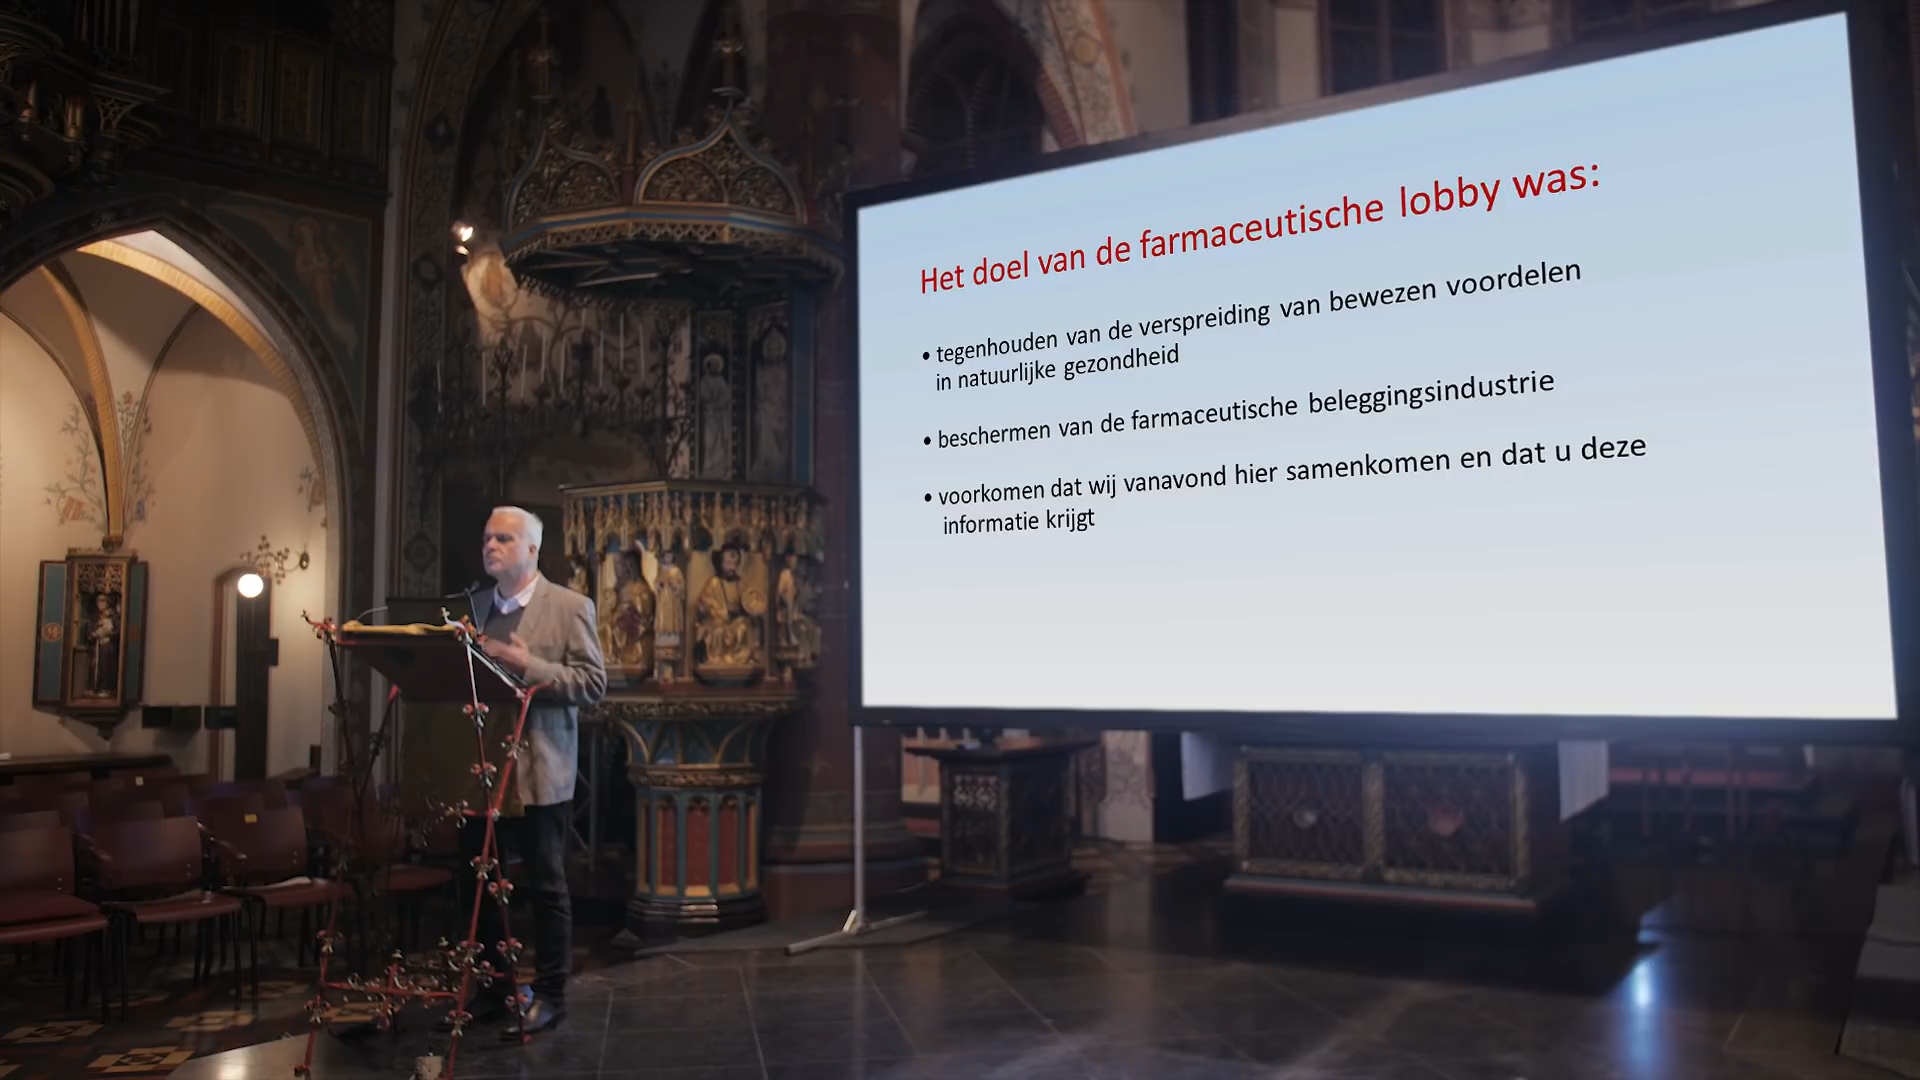 Het doel van de farmaceutische lobby was:
• tegenhouden van de verspreiding van bewezen voordelen
in natuurlijke gezondheid
• beschermen van de farmaceutische beleggingsindustrie
• voorkomen dat wij vanavond hier samenkomen en dat u deze
informatie krijgt